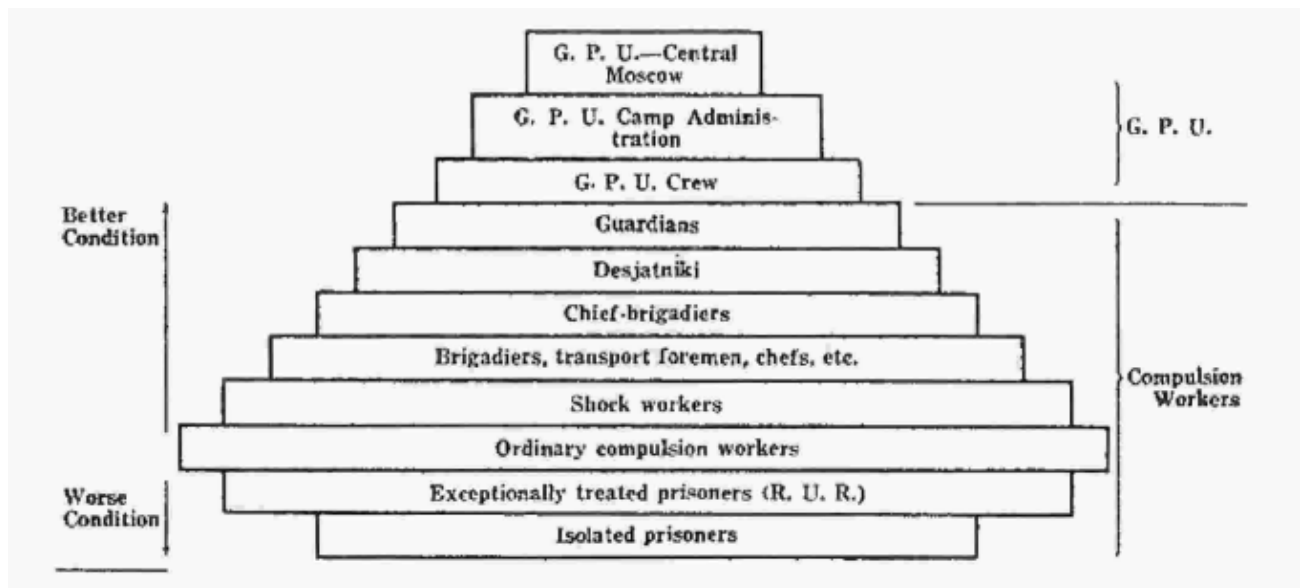 G. P. U.—Central
Moscow
G. P. U. Camp Adminis-
tration
G. P. U. Crew
Guardians
Desjatniki
Chief-brigadiers
Brigadiers, transport foremen, chefs, etc.
Shock workers
Ordinary compulsion workers
Exceptionally treated prisoners (R. U. R.)
Isolated prisoners
Better
Condition
Worse
Condition
G. P. U.
Compulsion
Workers